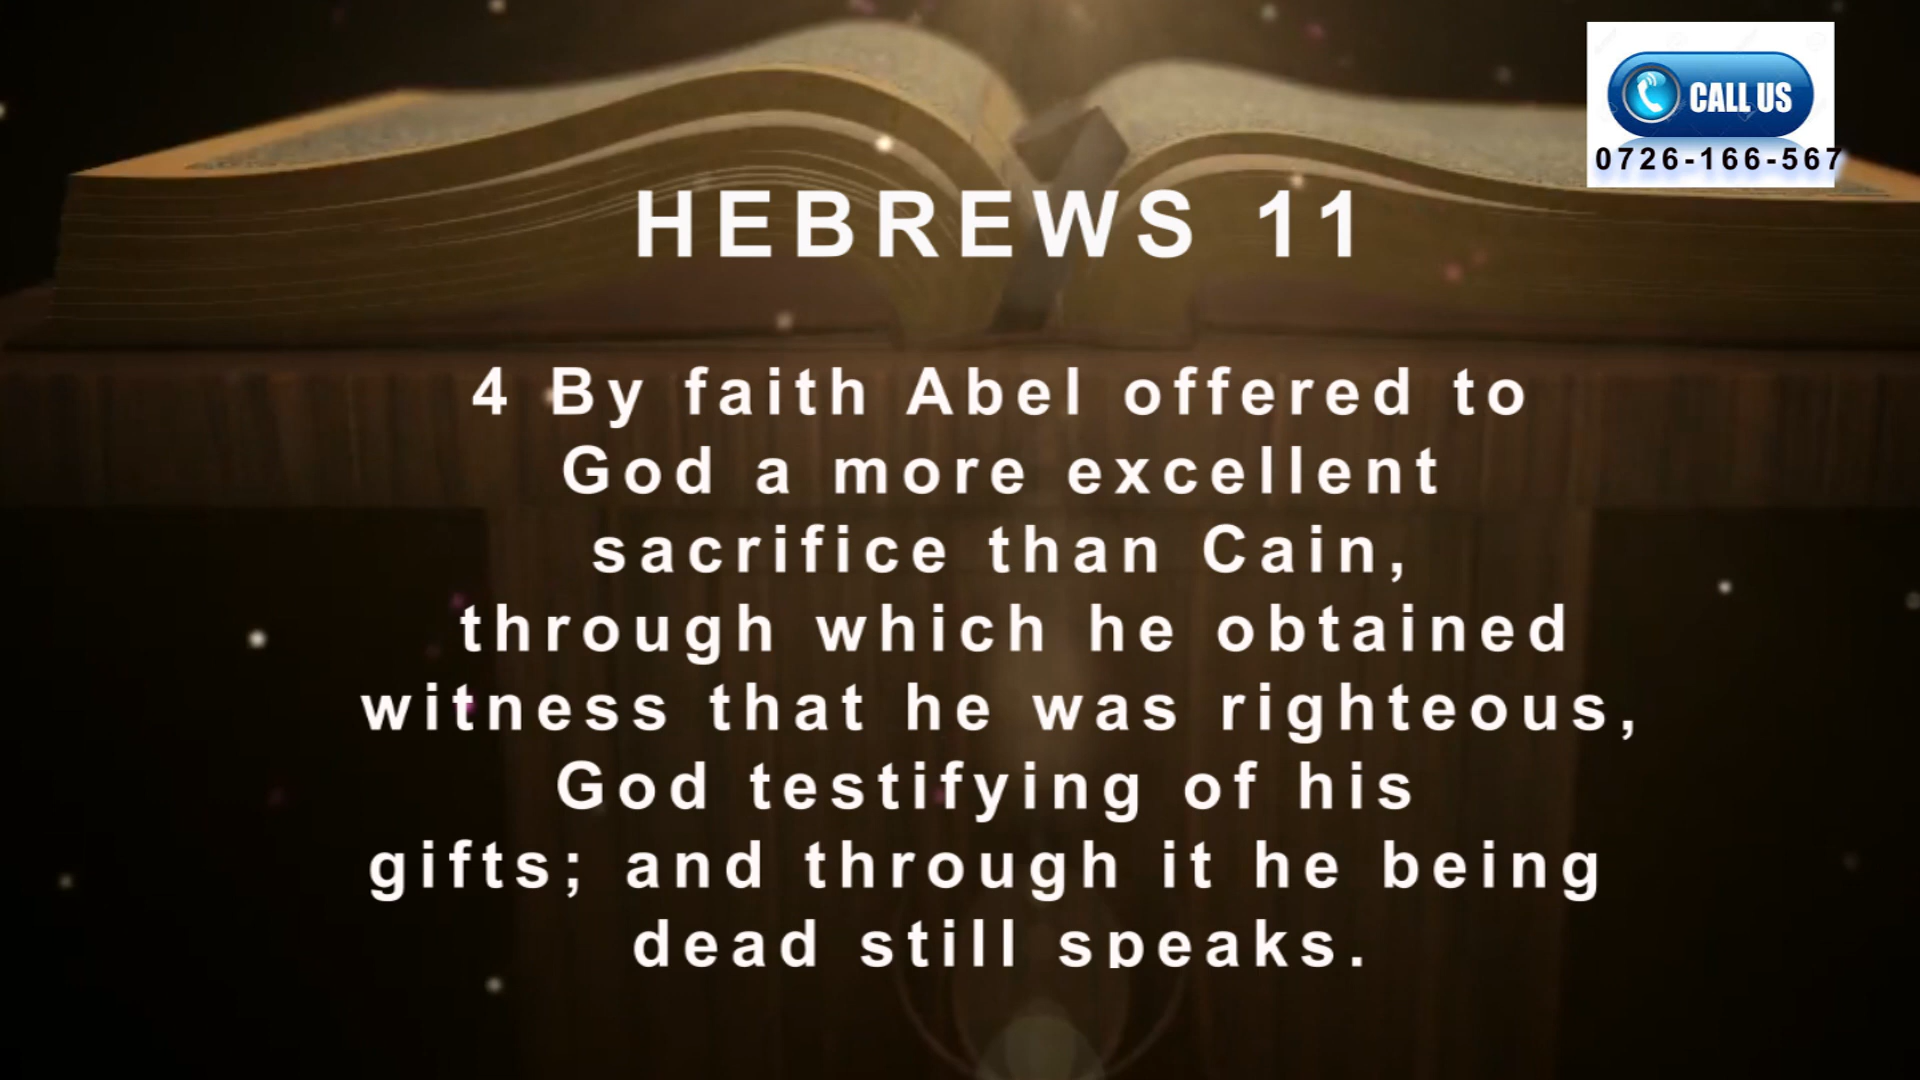 CALL US
0726-166-567
HEBREWS 11
4 By faith Abel offered to
God a more excellent
sacrifice than Cain,
through which he obtained
witness that he was righteous,
God testifying of his
gifts; and through it he being
dead still speaks.